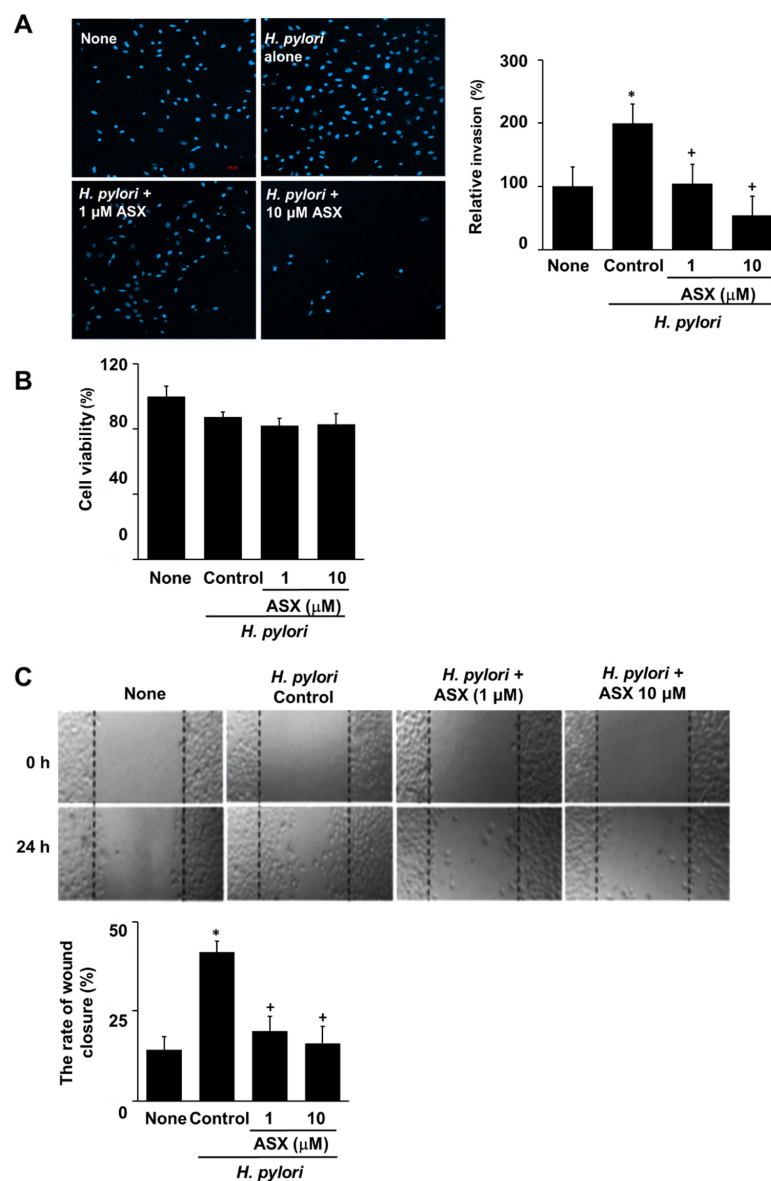 A
None
H. pylori
alone
H. pylori +
1 μM ASX
H. pylori +
10 μM ASX
Relative invasion (%)
300
200
100
0
None Control 1 10
ASX (μM)
H. pylori
B
Cell viability (%)
120
80
40
0
None Control 1 10
ASX (μM)
H. pylori
C
None
H. pylori
Control
H. pylori +
ASX (1 μM)
H. pylori +
ASX 10 μM
0 h
24 h
The rate of wound
closure (%)
50
25
0
*
+
+
None Control 1 10
ASX (μM)
H. pylori